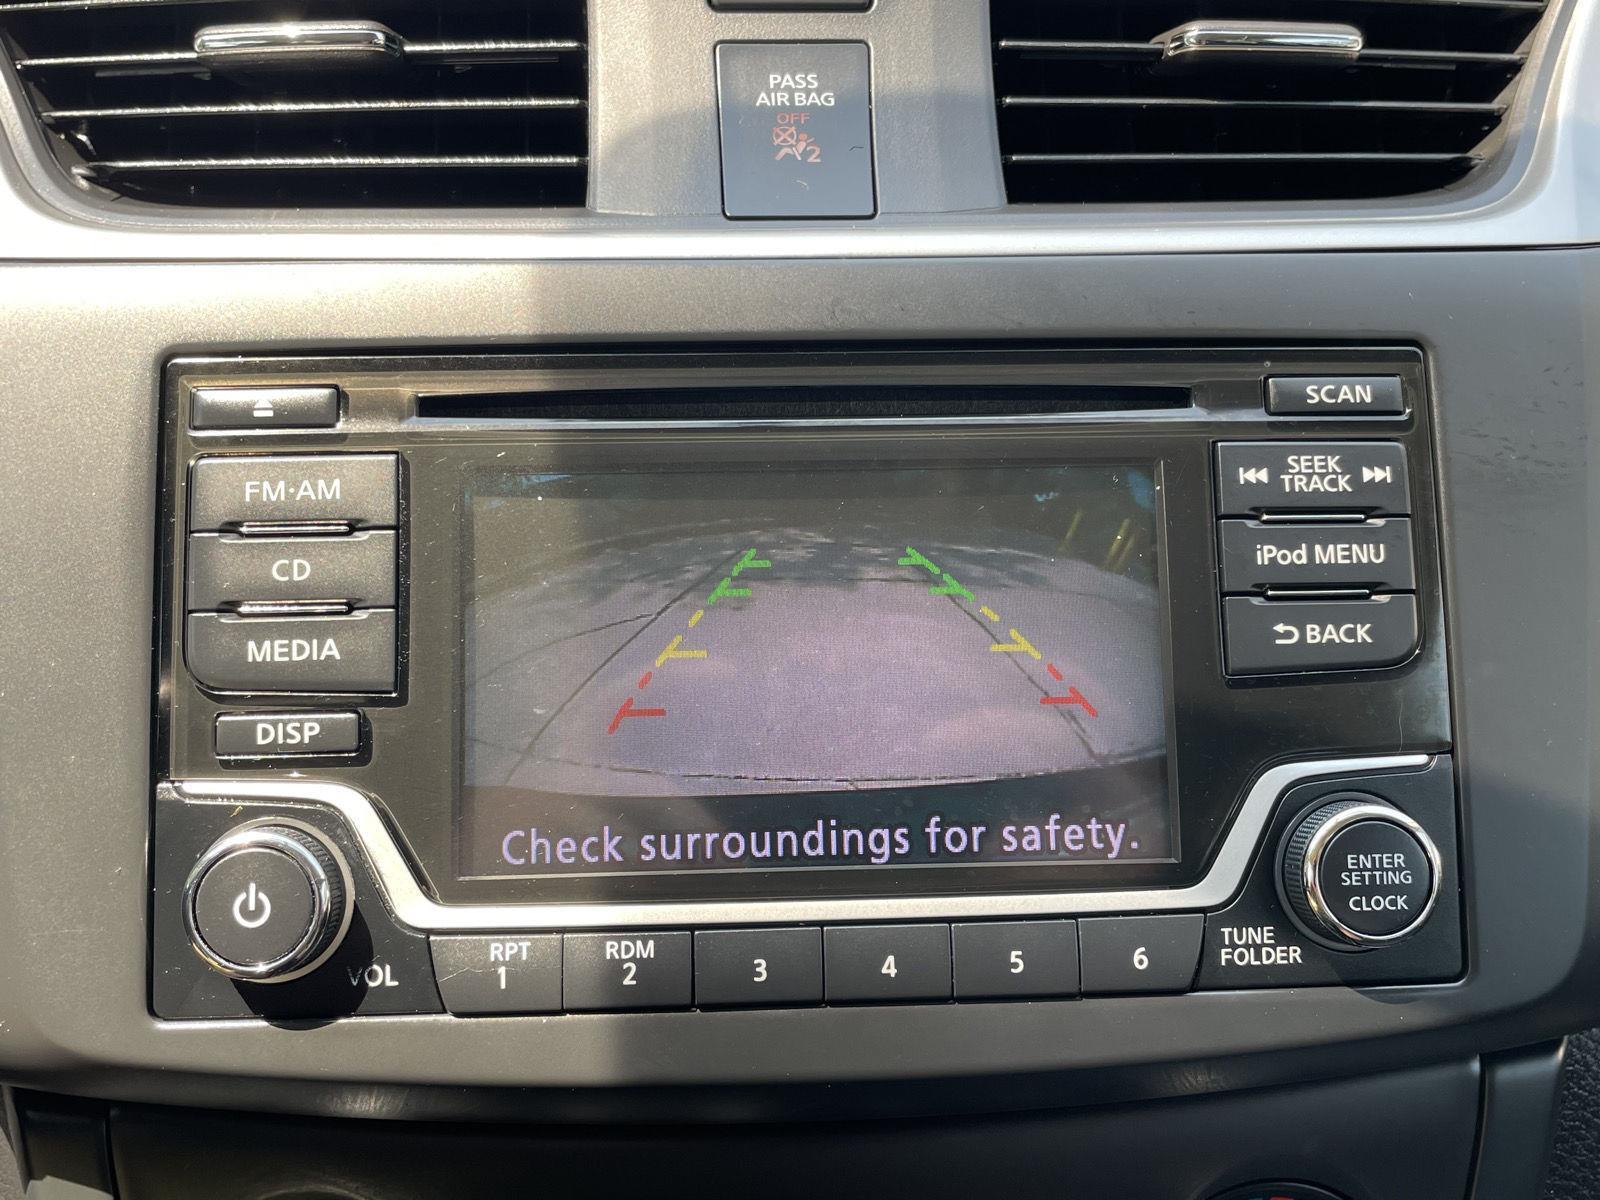 PASS
AIR BAG
OFF
2
SCAN
FM·AM
SEEK
TRACK
CD
iPod MENU
MEDIA
BACK
DISP
Check surroundings for safety.
ENTER
SETTING
CLOCK
VOL
RPT
1
RDM
2
3
4
5
6
TUNE
FOLDER